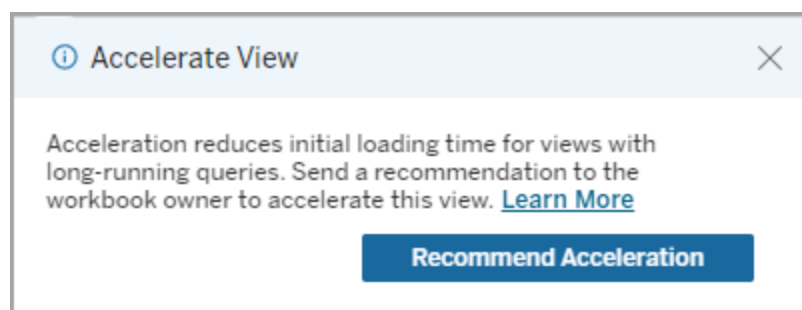 Accelerate View
Acceleration reduces initial loading time for views with
long-running queries. Send a recommendation to the
workbook owner to accelerate this view. Learn More
Recommend Acceleration